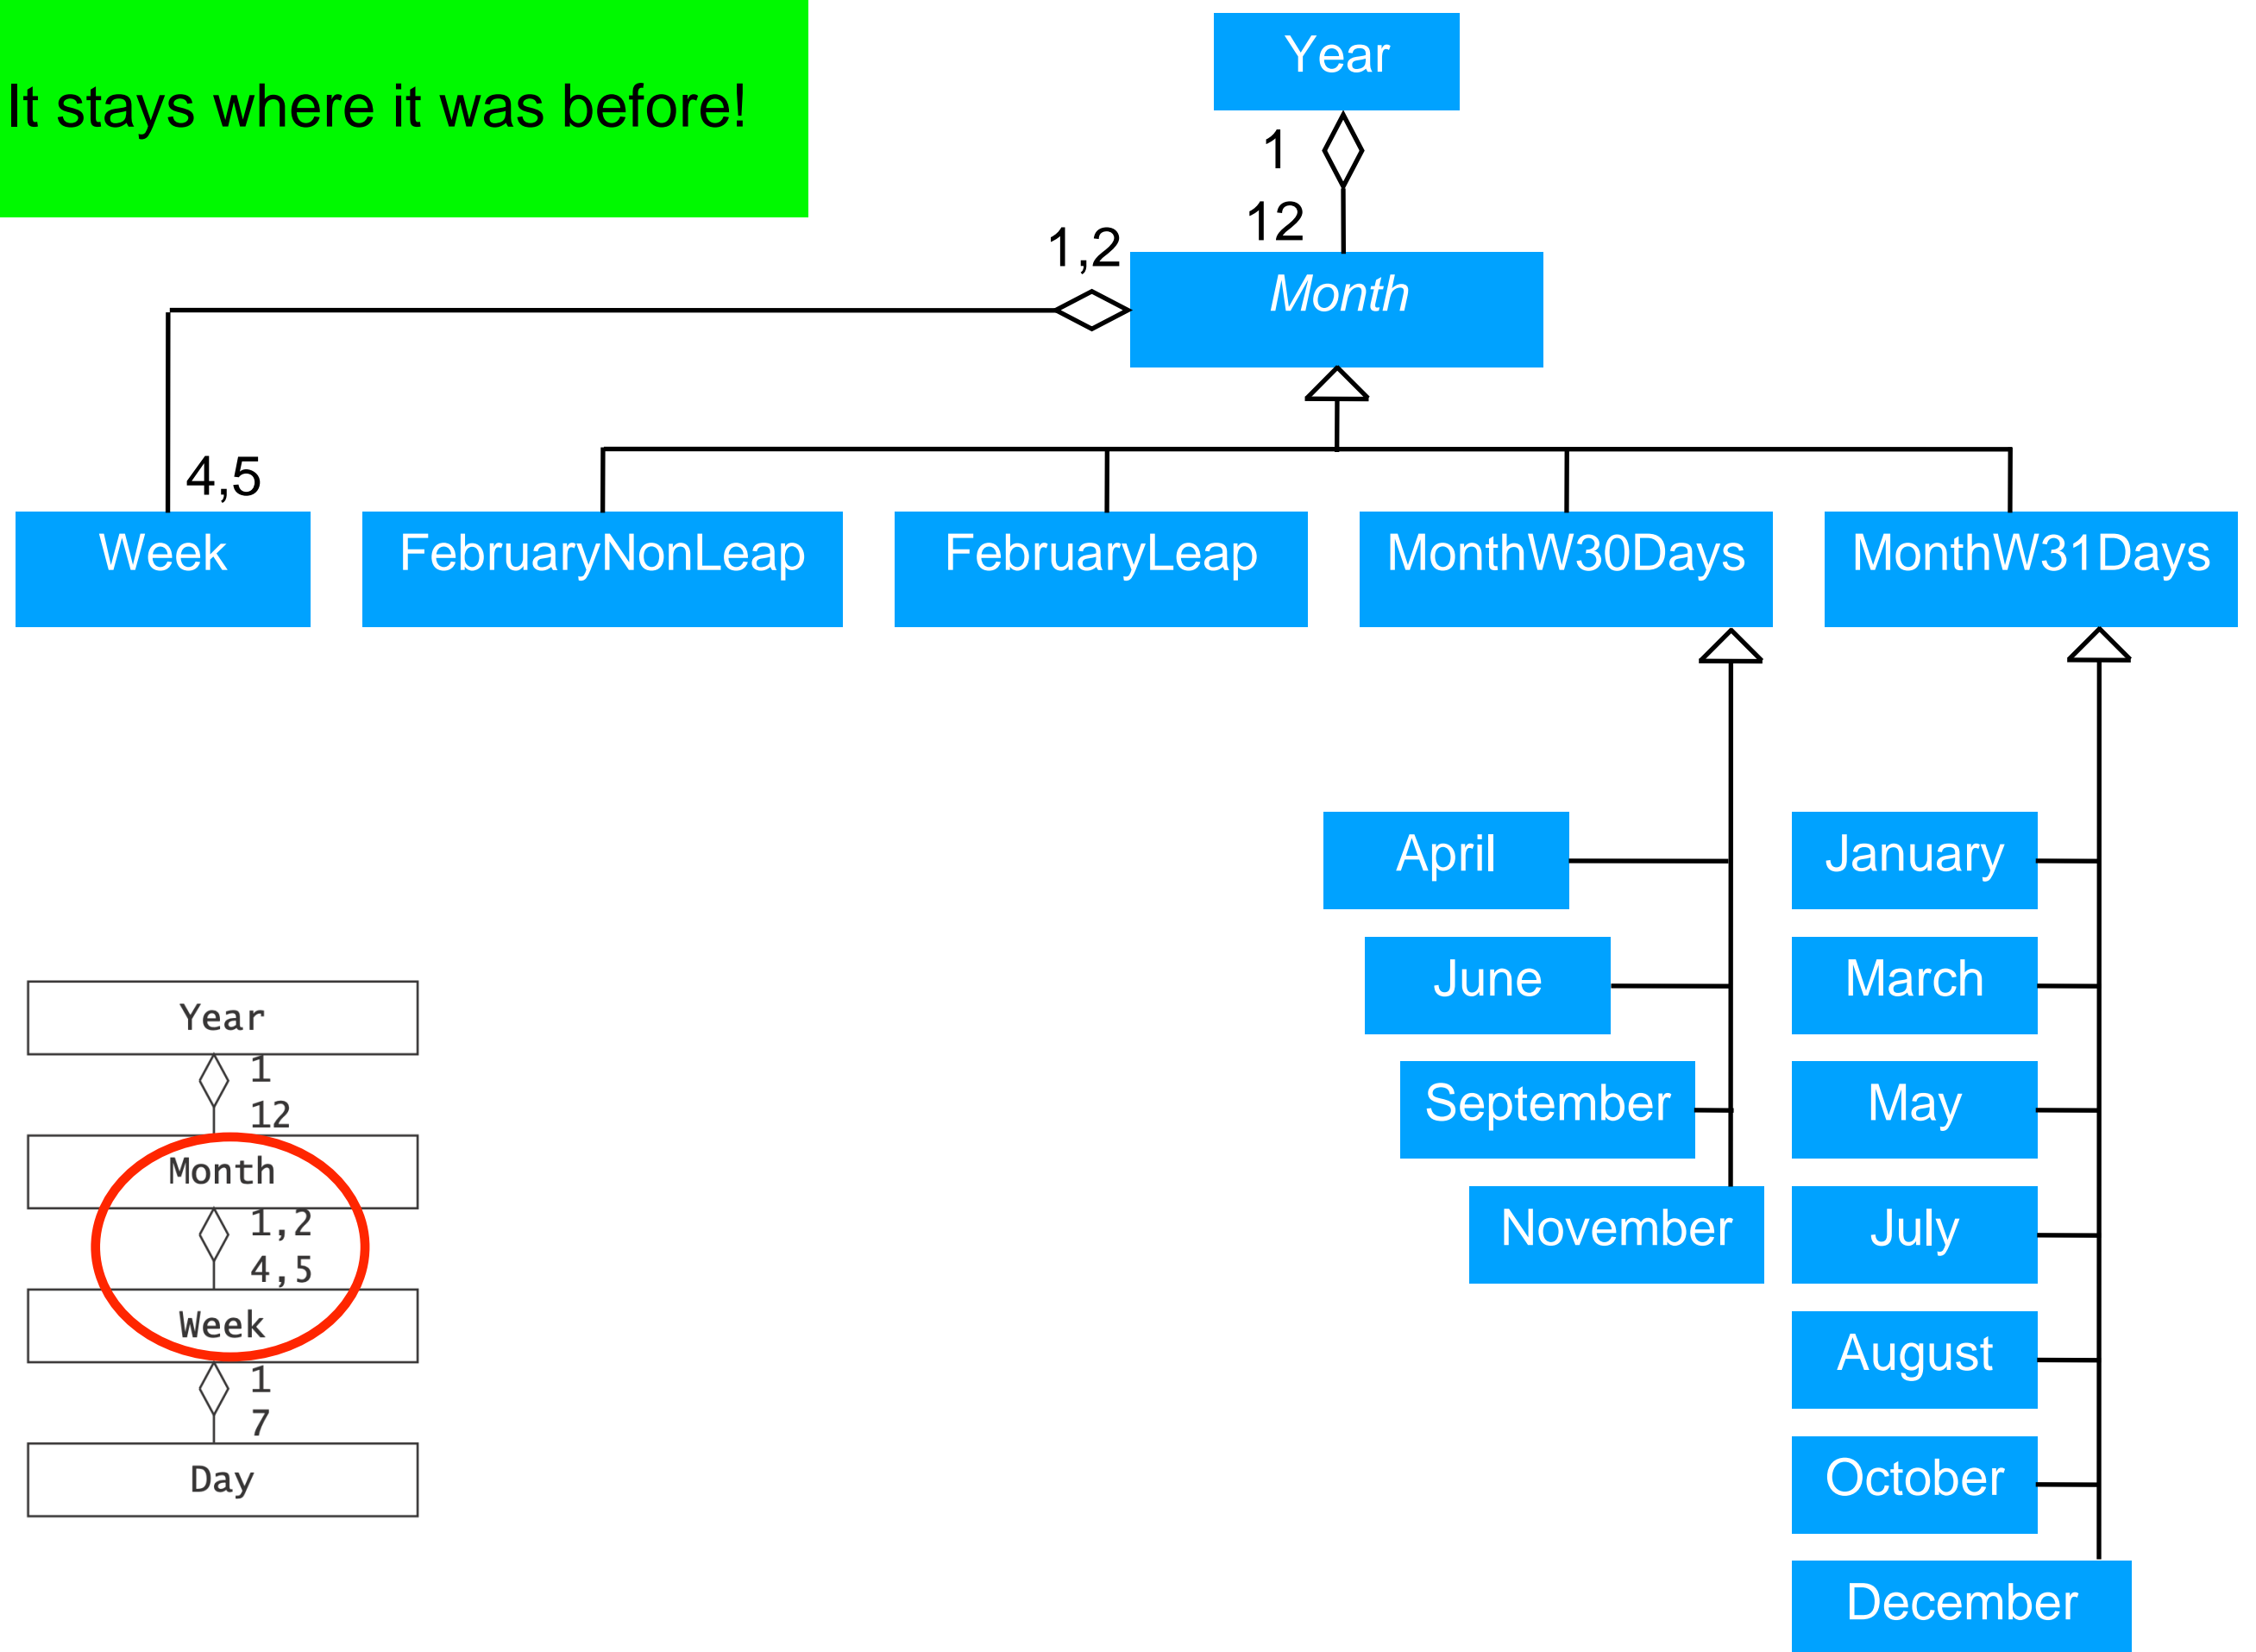 It stays where it was before!
Year
1
12
1,2
Month
4,5
Week
FebruaryNonLeap
FebruaryLeap
MonthW30Days
MonthW31Days
April
January
June
March
September
May
November
July
August
October
December
Year
1
12
Month
1,2
4,5
Week
1
7
Day